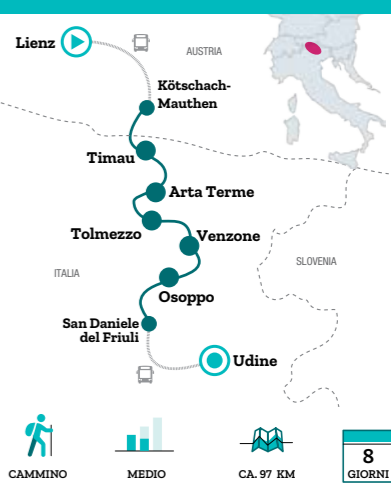 Lienz
AUSTRIA
Kötschach-
Mauthen
Timau
Arta Terme
Tolmezzo
Venzone
SLOVENIA
ITALIA
Osoppo
San Daniele
del Friuli
Udine
CAMMINO
MEDIO
CA. 97 KM
8
GIORNI